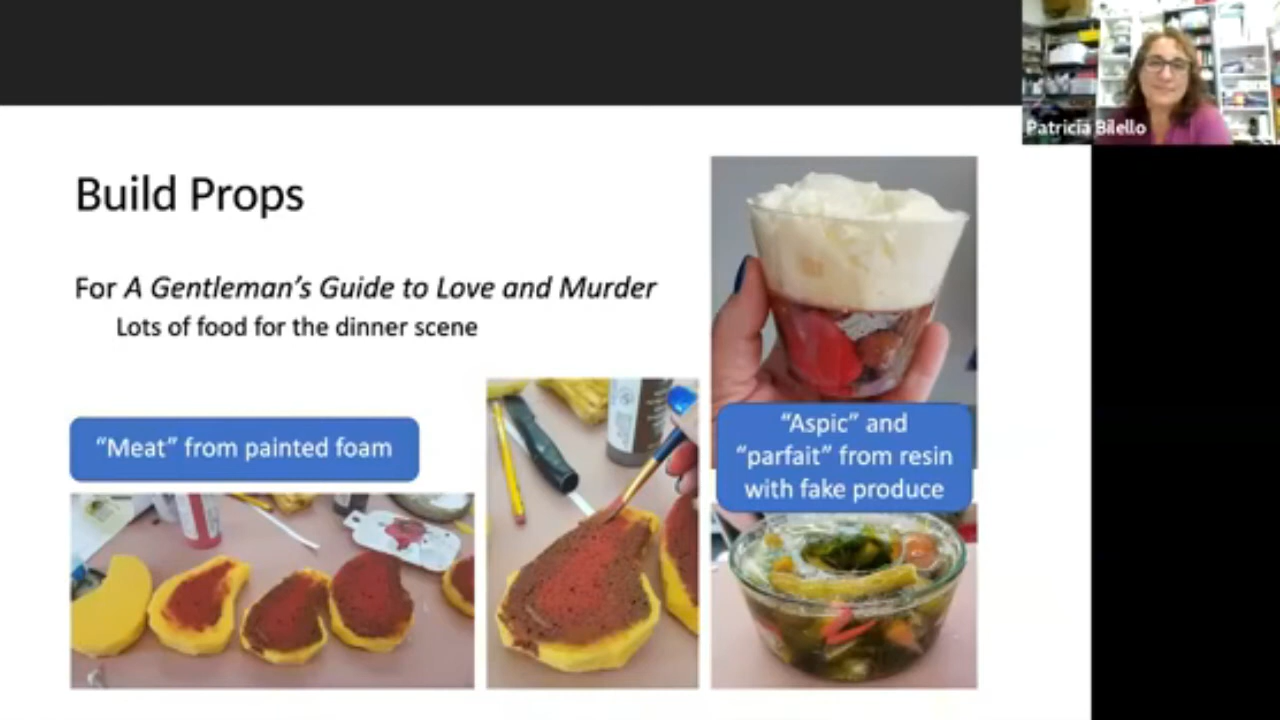 Patricia Bilello
Build Props
For A Gentleman’s Guide to Love and Murder
Lots of food for the dinner scene
“Meat” from painted foam
“Aspic” and
“parfait” from resin
with fake produce